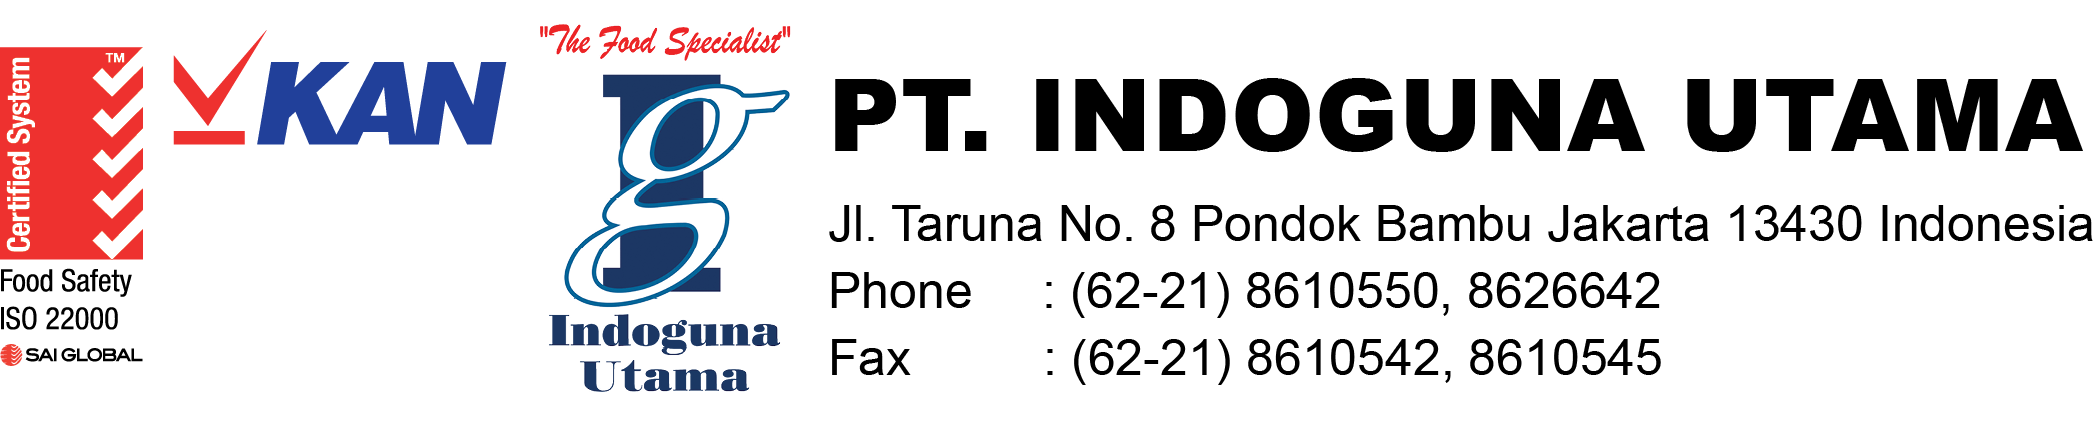 Certified System
TM
Food Safety
ISO 22000
SAI GLOBAL
KAN
"The Food Specialist"
Ig
Indoguna
Utama
PT. INDOGUNA UTAMA
Jl. Taruna No. 8 Pondok Bambu Jakarta 13430 Indonesia
Phone : (62-21) 8610550, 8626642
Fax : (62-21) 8610542, 8610545